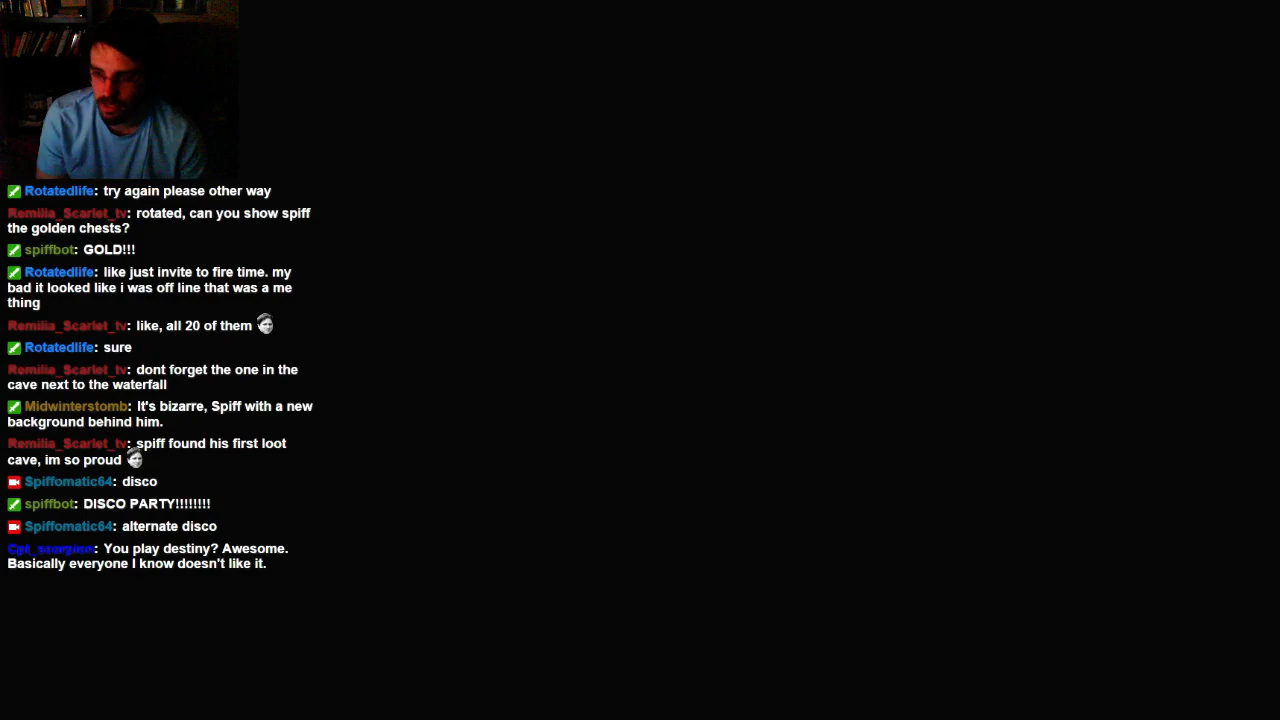 Rotatedlife: try again please other way
Remilia_Scarlet_tv: rotated, can you show spiff
the golden chests?
spiffbot: GOLD!!!
Rotatedlife: like just invite to fire time. my
bad it looked like i was off line that was a me
thing
Remilia_Scarlet_tv: like, all 20 of them
Rotatedlife: sure
Remilia_Scarlet_tv: dont forget the one in the
cave next to the waterfall
Midwinterstomb: It's bizarre, Spiff with a new
background behind him.
Remilia_Scarlet_tv: spiff found his first loot
cave, im so proud
Spiffomatic64: disco
spiffbot: DISCO PARTY!!!!!!!!
Spiffomatic64: alternate disco
Cpt_scorpion: You play destiny? Awesome.
Basically everyone I know doesn't like it.